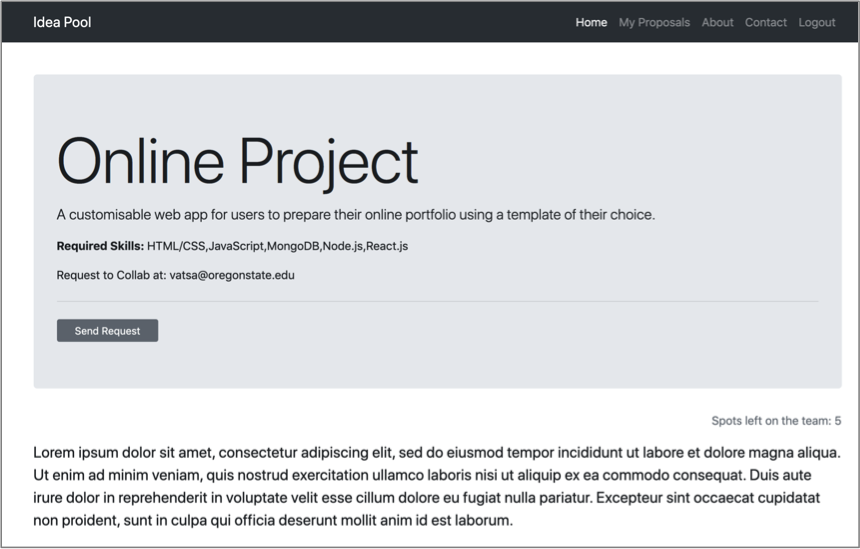 Idea Pool
Home My Proposals About Contact Logout
Online Project
A customisable web app for users to prepare their online portfolio using a template of their choice.
Required Skills: HTML/CSS,JavaScript,MongoDB,Node.js,React.js
Request to Collab at: vatsa@oregonstate.edu
Send Request
Spots left on the team: 5
Lorem ipsum dolor sit amet, consectetur adipiscing elit, sed do eiusmod tempor incididunt ut labore et dolore magna aliqua.
Ut enim ad minim veniam, quis nostrud exercitation ullamco laboris nisi ut aliquip ex ea commodo consequat. Duis aute
irure dolor in reprehenderit in voluptate velit esse cillum dolore eu fugiat nulla pariatur. Excepteur sint occaecat cupidatat
non proident, sunt in culpa qui officia deserunt mollit anim id est laborum.